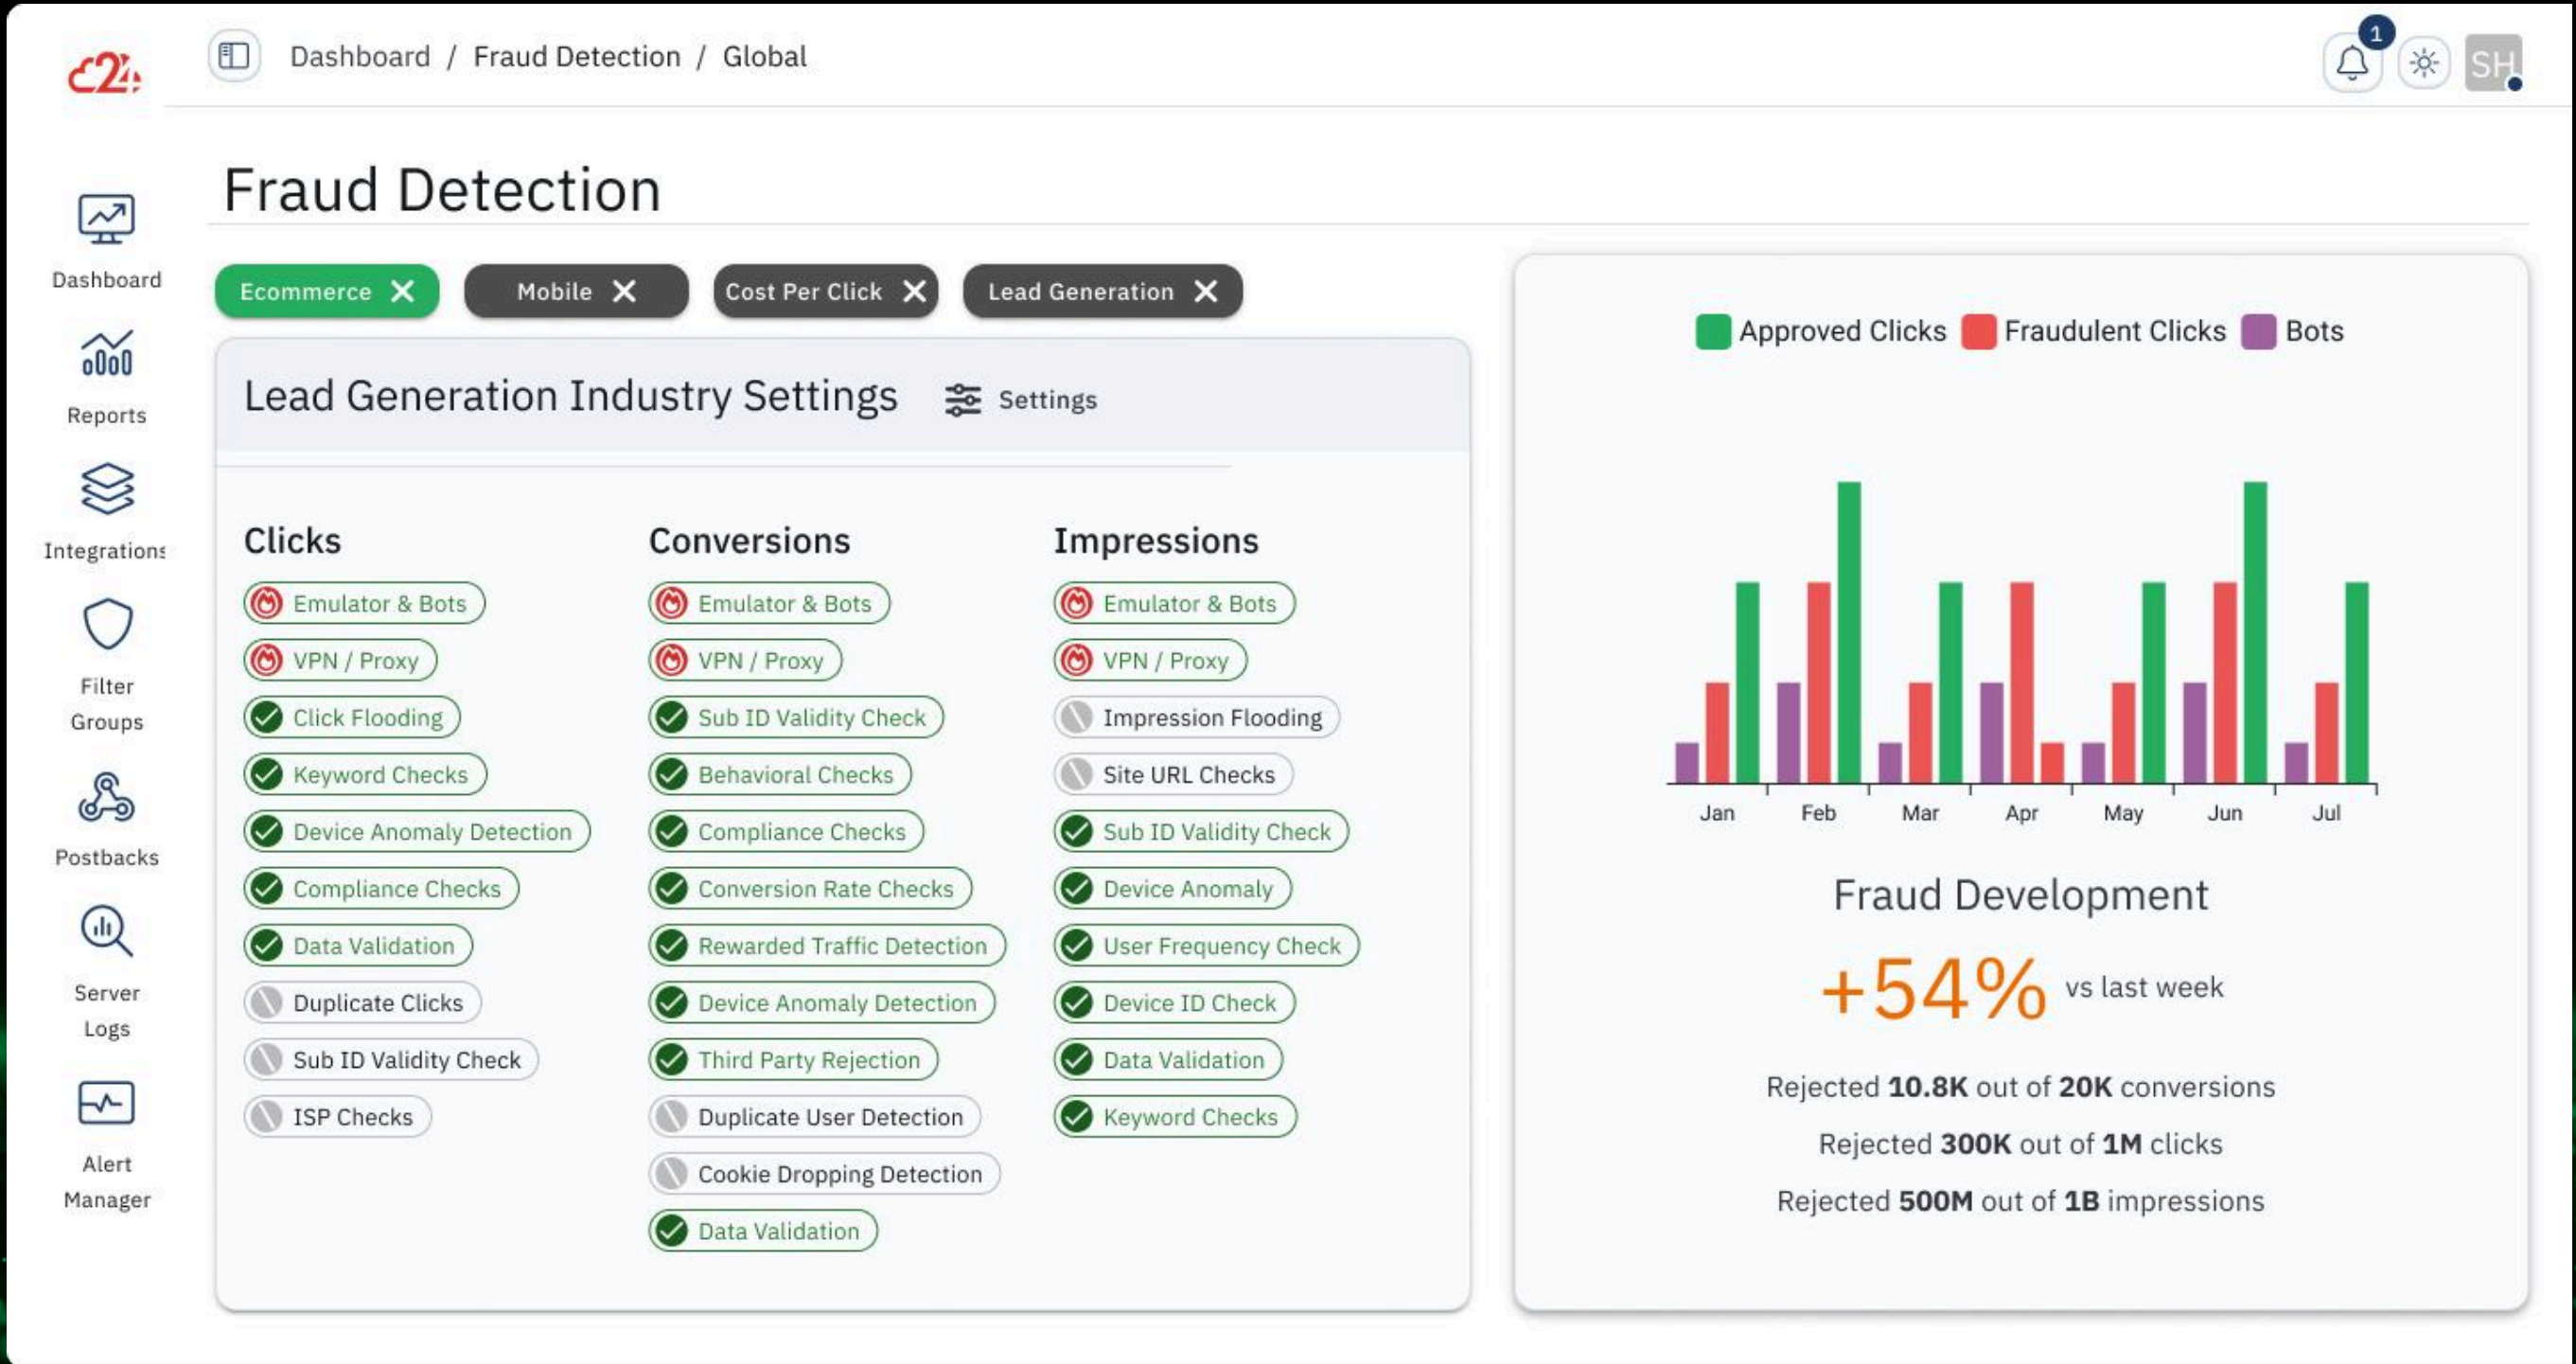 c24
Dashboard / Fraud Detection / Global
1
SH
Dashboard
Reports
Integrations
Filter
Groups
Postbacks
Server
Logs
Alert
Manager
Fraud Detection
Ecommerce
Mobile
Cost Per Click
Lead Generation
Lead Generation Industry Settings
Settings
Clicks
Emulator & Bots
VPN / Proxy
Click Flooding
Keyword Checks
Device Anomaly Detection
Compliance Checks
Data Validation
Duplicate Clicks
Sub ID Validity Check
ISP Checks
Conversions
Emulator & Bots
VPN / Proxy
Sub ID Validity Check
Behavioral Checks
Compliance Checks
Conversion Rate Checks
Rewarded Traffic Detection
Device Anomaly Detection
Third Party Rejection
Duplicate User Detection
Cookie Dropping Detection
Data Validation
Impressions
Emulator & Bots
VPN / Proxy
Impression Flooding
Site URL Checks
Sub ID Validity Check
Device Anomaly
User Frequency Check
Device ID Check
Data Validation
Keyword Checks
Approved Clicks Fraudulent Clicks Bots
Jan Feb Mar Apr May Jun Jul
Fraud Development
+54% vs last week
Rejected 10.8K out of 20K conversions
Rejected 300K out of 1M clicks
Rejected 500M out of 1B impressions